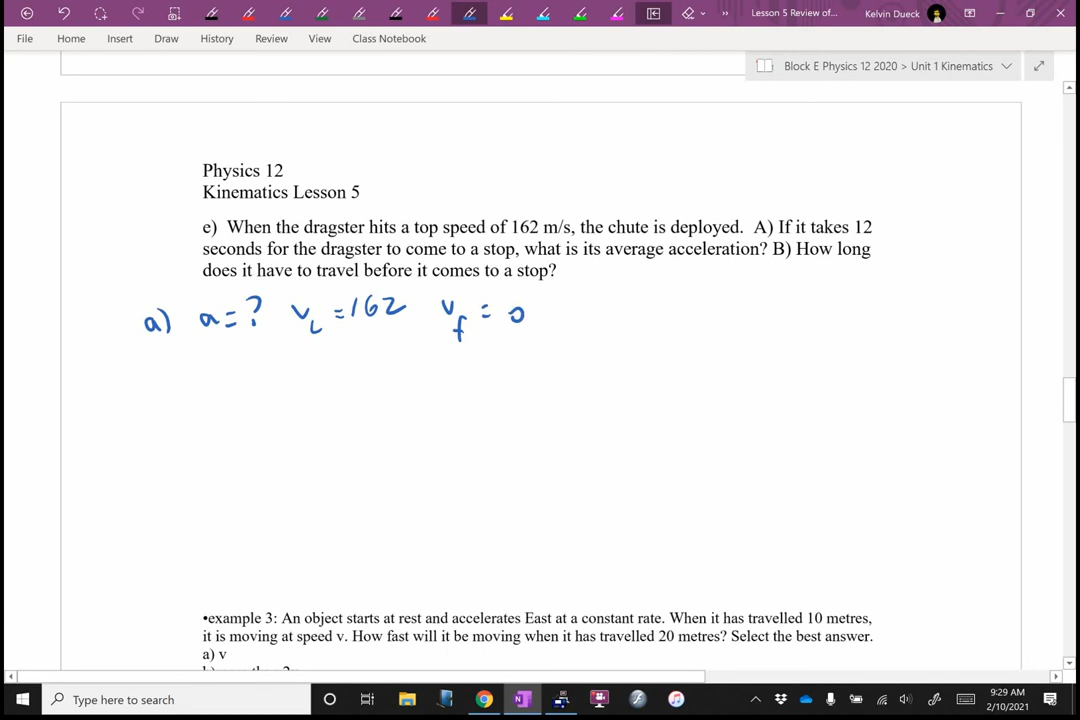 Lesson 5 Review of...
Kelvin Dueck
File Home Insert Draw History Review View Class Notebook
Block E Physics 12 2020 > Unit 1 Kinematics
Physics 12
Kinematics Lesson 5
e) When the dragster hits a top speed of 162 m/s, the chute is deployed. A) If it takes 12
seconds for the dragster to come to a stop, what is its average acceleration? B) How long
does it have to travel before it comes to a stop?
a) a = ? v_i = 162 v_f = 0
•example 3: An object starts at rest and accelerates East at a constant rate. When it has travelled 10 metres,
it is moving at speed v. How fast will it be moving when it has travelled 20 metres? Select the best answer.
a) v
Type here to search
9:29 AM
2/10/2021